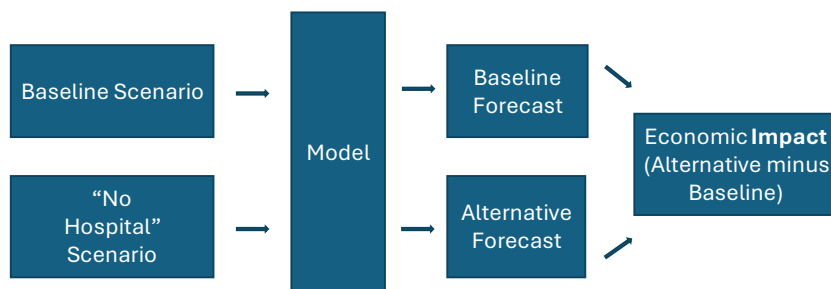 Baseline Scenario
“No
Hospital”
Scenario
Model
Baseline
Forecast
Alternative
Forecast
Economic Impact
(Alternative minus
Baseline)